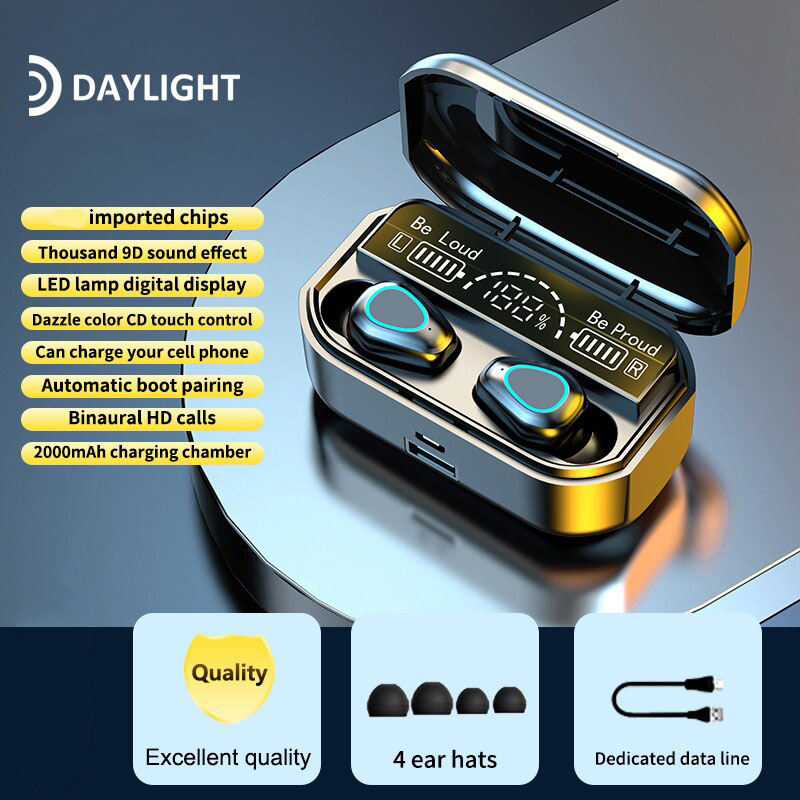 DAYLIGHT
imported chips
Thousand 9D sound effect
LED lamp digital display
Dazzle color CD touch control
Can charge your cell phone
Automatic boot pairing
Binaural HD calls
2000mAh charging chamber
Be Loud
L
100%
Be Proud
R
Quality
Excellent quality
4 ear hats
Dedicated data line